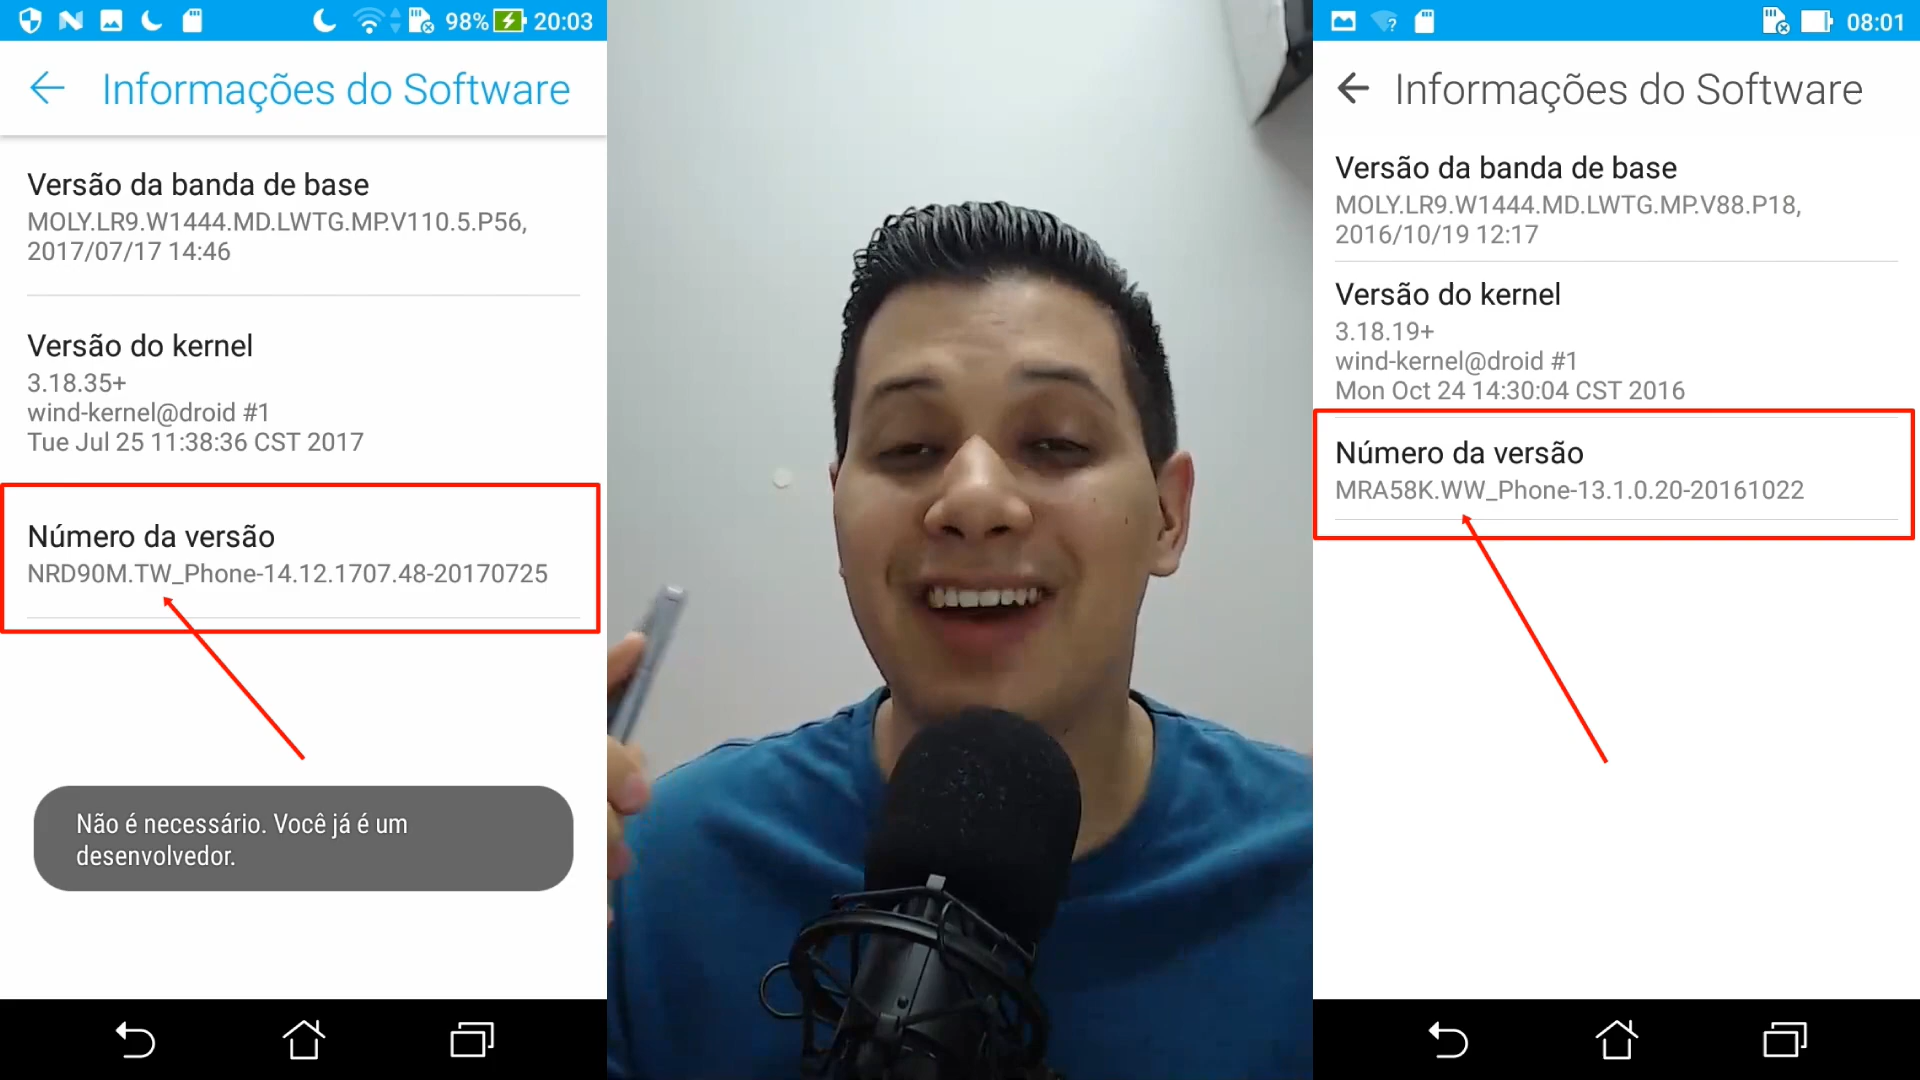 98% 20:03
Informações do Software
Versão da banda de base
MOLY.LR9.W1444.MD.LWTG.MP.V110.5.P56,
2017/07/17 14:46
Versão do kernel
3.18.35+
wind-kernel@droid #1
Tue Jul 25 11:38:36 CST 2017
Número da versão
NRD90M.TW_Phone-14.12.1707.48-20170725
Não é necessário. Você já é um
desenvolvedor.
08:01
Informações do Software
Versão da banda de base
MOLY.LR9.W1444.MD.LWTG.MP.V88.P18,
2016/10/19 12:17
Versão do kernel
3.18.19+
wind-kernel@droid #1
Mon Oct 24 14:30:04 CST 2016
Número da versão
MRA58K.WW_Phone-13.1.0.20-20161022